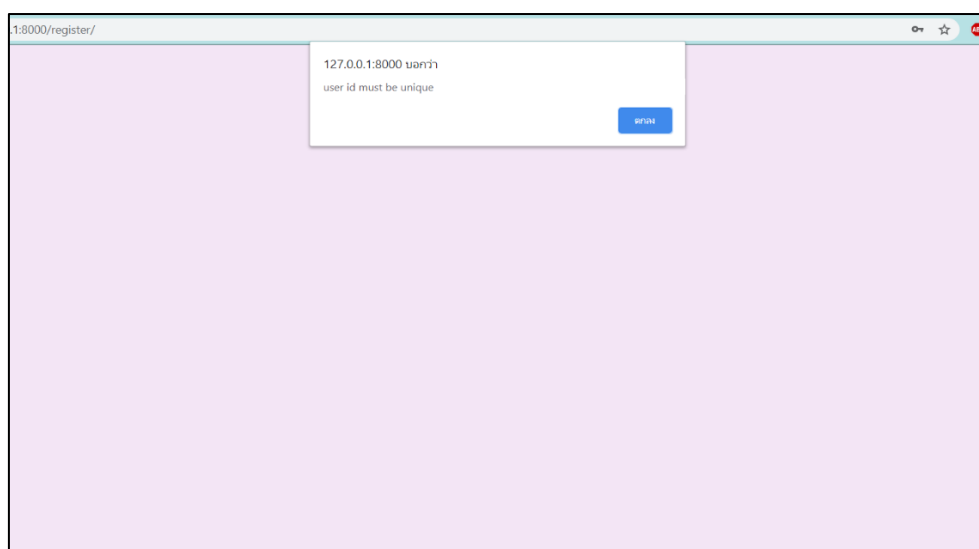 .1:8000/register/
127.0.0.1:8000 บอกว่า
user id must be unique
ตกลง